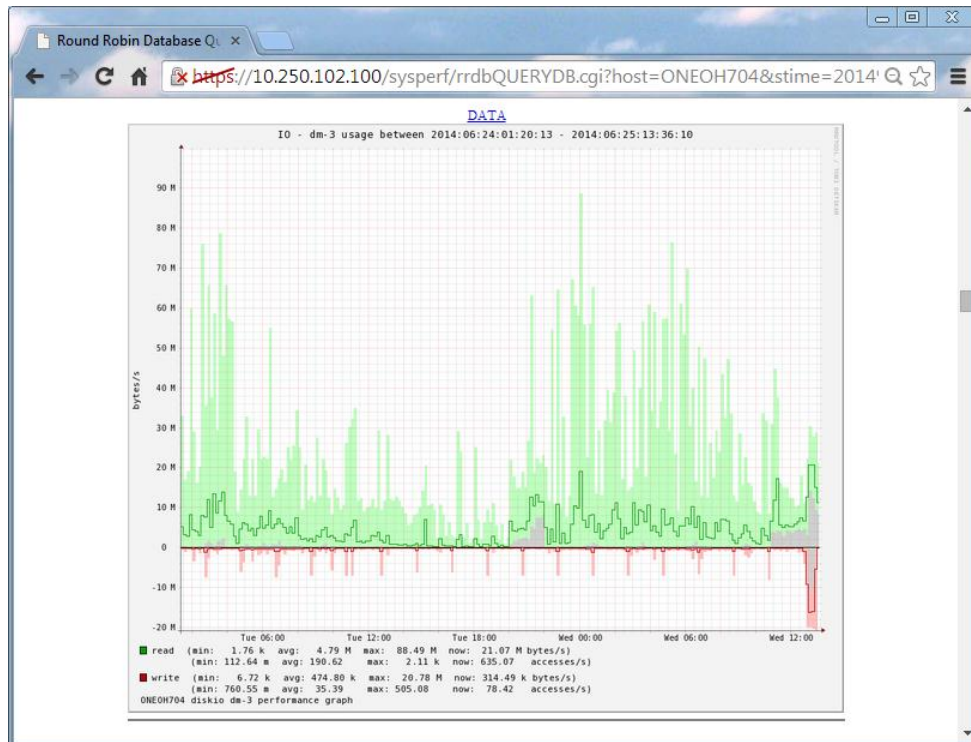 Round Robin Database Qu
https://10.250.102.100/sysperf/rrdbQUERYDB.cgi?host=ONEOH704&stime=2014
DATA
IO - dm-3 usage between 2014:06:24:01:20:13 - 2014:06:25:13:36:10
RRDTOOL / TOBI OETIKER
bytes/s
90 M
80 M
70 M
60 M
50 M
40 M
30 M
20 M
10 M
0
-10 M
-20 M
Tue 06:00 Tue 12:00 Tue 18:00 Wed 00:00 Wed 06:00 Wed 12:00
read (min: 1.76 k avg: 4.79 M max: 88.49 M now: 21.07 M bytes/s)
(min: 112.64 m avg: 190.62 max: 2.11 k now: 635.07 accesses/s)
write (min: 6.72 k avg: 474.80 k max: 20.78 M now: 314.49 k bytes/s)
(min: 760.55 m avg: 35.39 max: 505.08 now: 78.42 accesses/s)
ONEOH704 diskio dm-3 performance graph